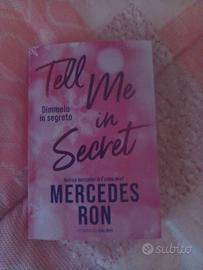 Tell
Me
Dimmelo
in segreto
in
Secret
MERCEDES
RON
subito